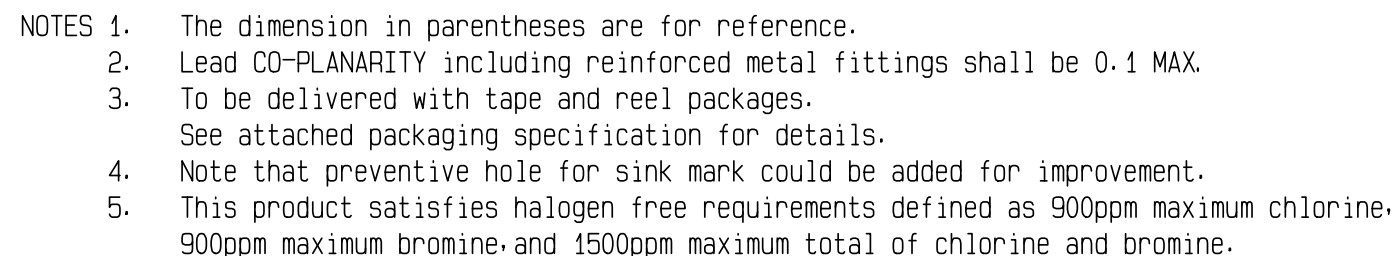 NOTES 1. The dimension in parentheses are for reference.
2. Lead CO-PLANARITY including reinforced metal fittings shall be 0.1 MAX.
3. To be delivered with tape and reel packages.
See attached packaging specification for details.
4. Note that preventive hole for sink mark could be added for improvement.
5. This product satisfies halogen free requirements defined as 900ppm maximum chlorine,
900ppm maximum bromine, and 1500ppm maximum total of chlorine and bromine.